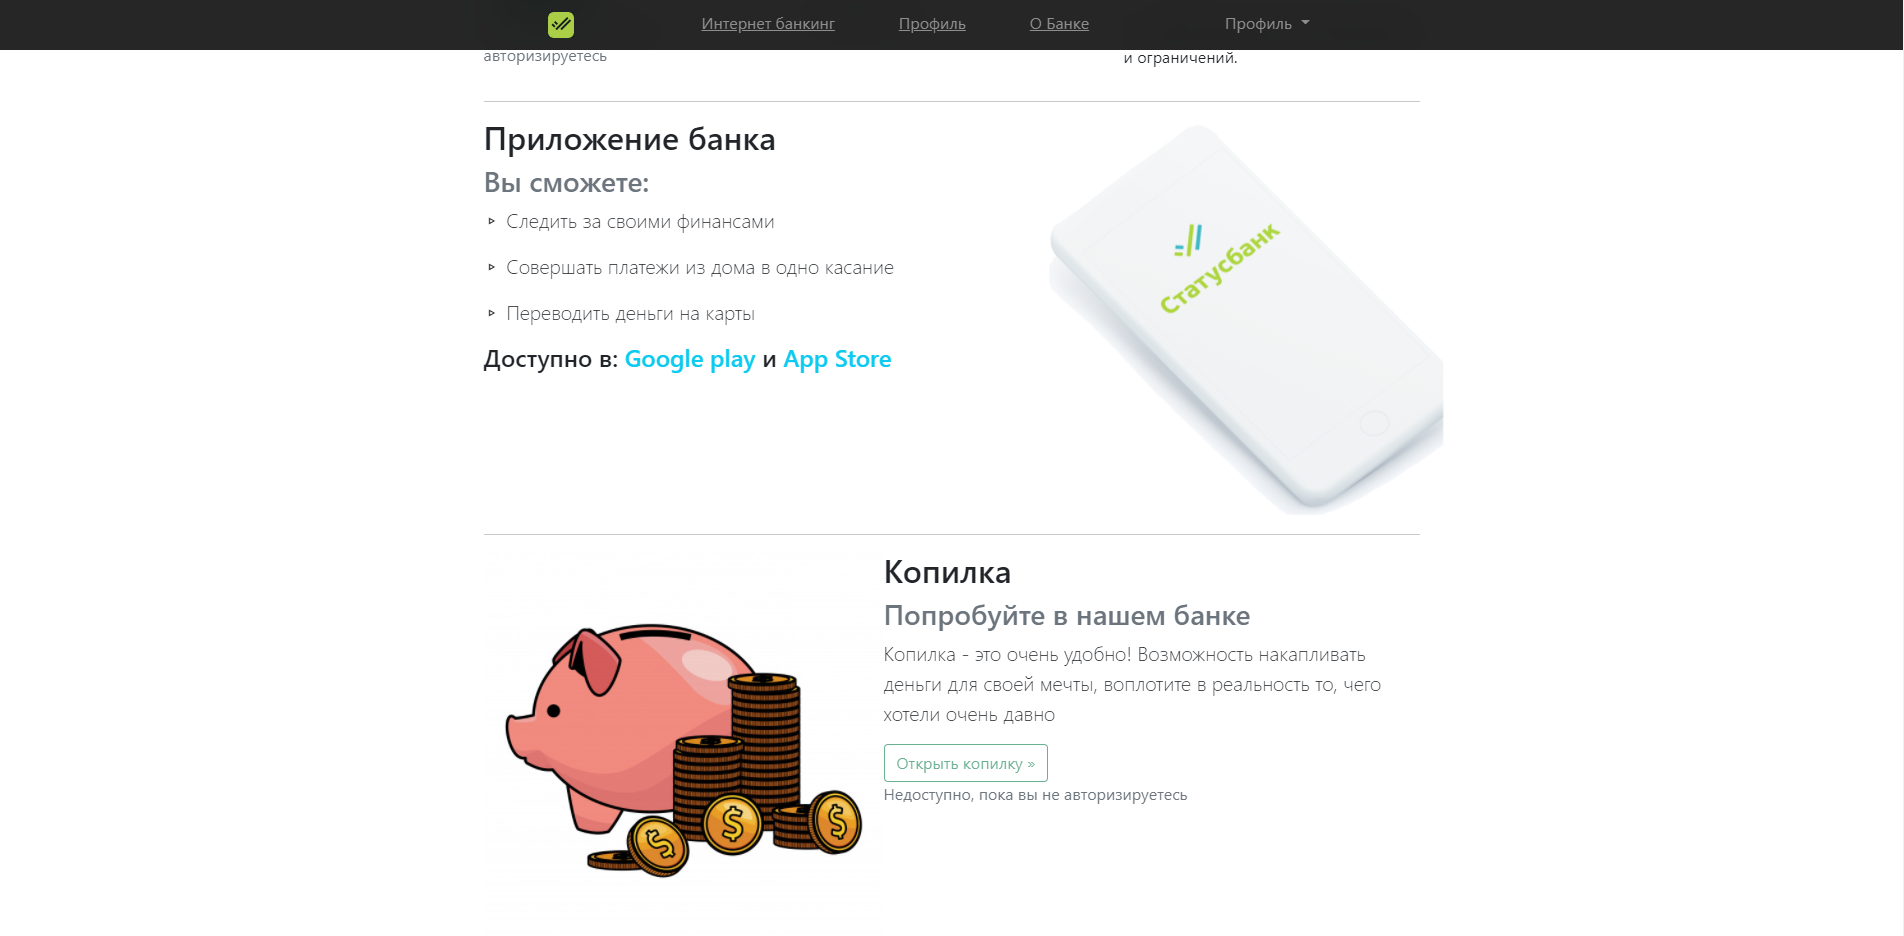 Интернет банкинг
Профиль
О Банке
Профиль
авторизируетесь
и ограничений.
Приложение банка
Вы сможете:
Следить за своими финансами
Совершать платежи из дома в одно касание
Переводить деньги на карты
Доступно в: Google play и App Store
Статусбанк
Копилка
Попробуйте в нашем банке
Копилка - это очень удобно! Возможность накапливать
деньги для своей мечты, воплотите в реальность то, чего
хотели очень давно
Открыть копилку »
Недоступно, пока вы не авторизируетесь
$
$
$